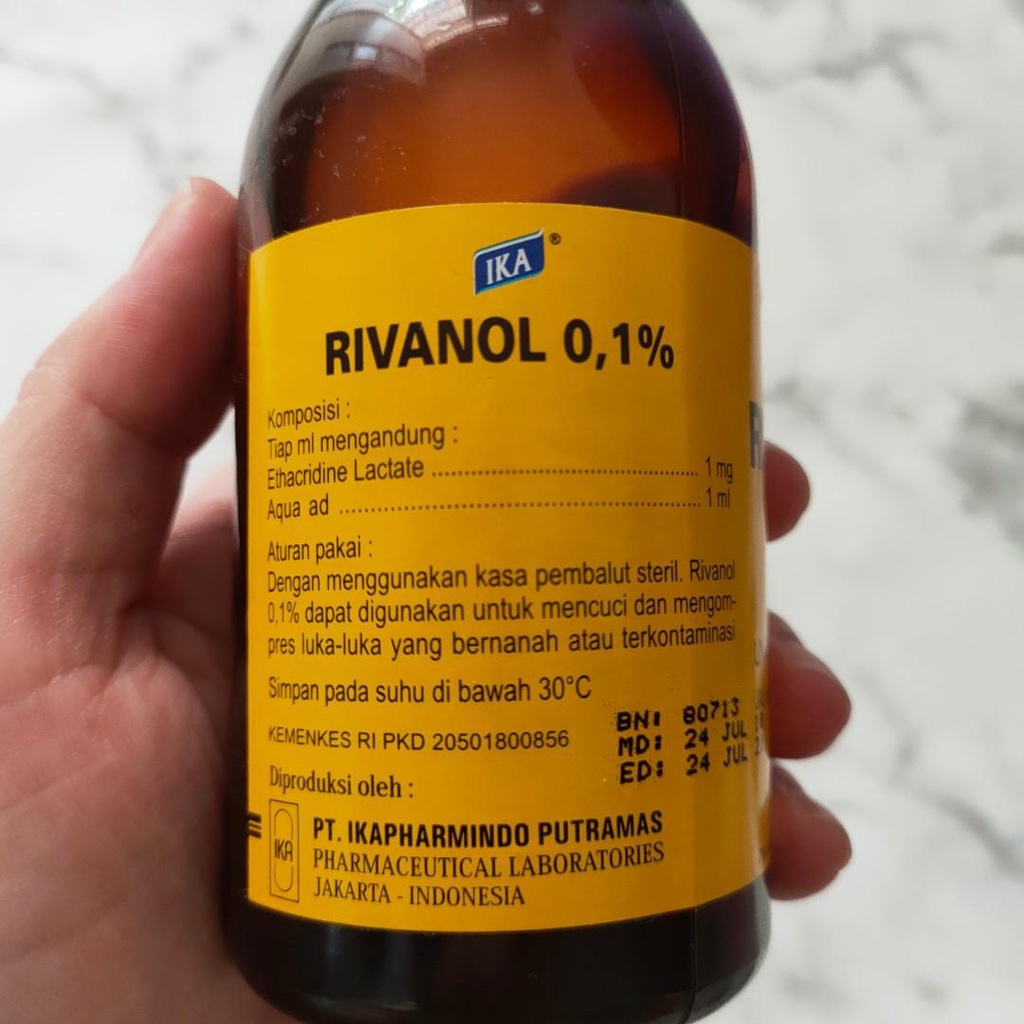 IKA®
RIVANOL 0,1%
Komposisi :
Tiap ml mengandung :
Ethacridine Lactate ........................................ 1 mg
Aqua ad ...................................................... 1 ml
Aturan pakai :
Dengan menggunakan kasa pembalut steril. Rivanol
0,1% dapat digunakan untuk mencuci dan mengom-
pres luka-luka yang bernanah atau terkontaminasi
Simpan pada suhu di bawah 30°C
KEMENKES RI PKD 20501800856
BN: 80713
MD: 24 JUL
ED: 24 JUL
Diproduksi oleh :
IKA
PT. IKAPHARMINDO PUTRAMAS
PHARMACEUTICAL LABORATORIES
JAKARTA - INDONESIA